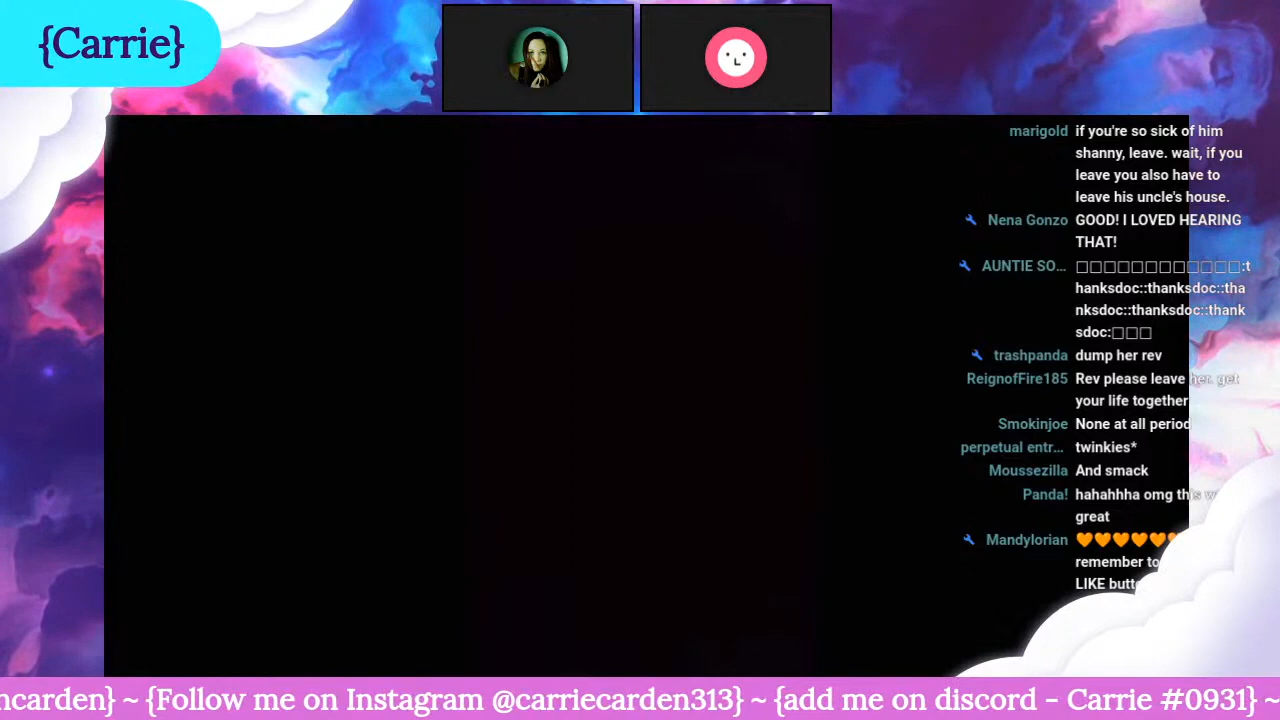 {Carrie}
marigold if you're so sick of him
shanny, leave. wait, if you
leave you also have to
leave his uncle's house.
Nena Gonzo GOOD! I LOVED HEARING
THAT!
AUNTIE SO... □□□□□□□□□□□□:t
hanksdoc::thanksdoc::tha
nksdoc::thanksdoc::thank
sdoc:□□□
trashpanda dump her rev
ReignofFire185 Rev please leave her. get
your life together
Smokinjoe None at all period
perpetual entr... twinkies*
Moussezilla And smack
Panda! hahahhha omg this
great
Mandylorian 🧡🧡🧡🧡🧡🧡
remember to
LIKE
ncarden} ~ {Follow me on Instagram @carriecarden313} ~ {add me on discord - Carrie #0931} ~